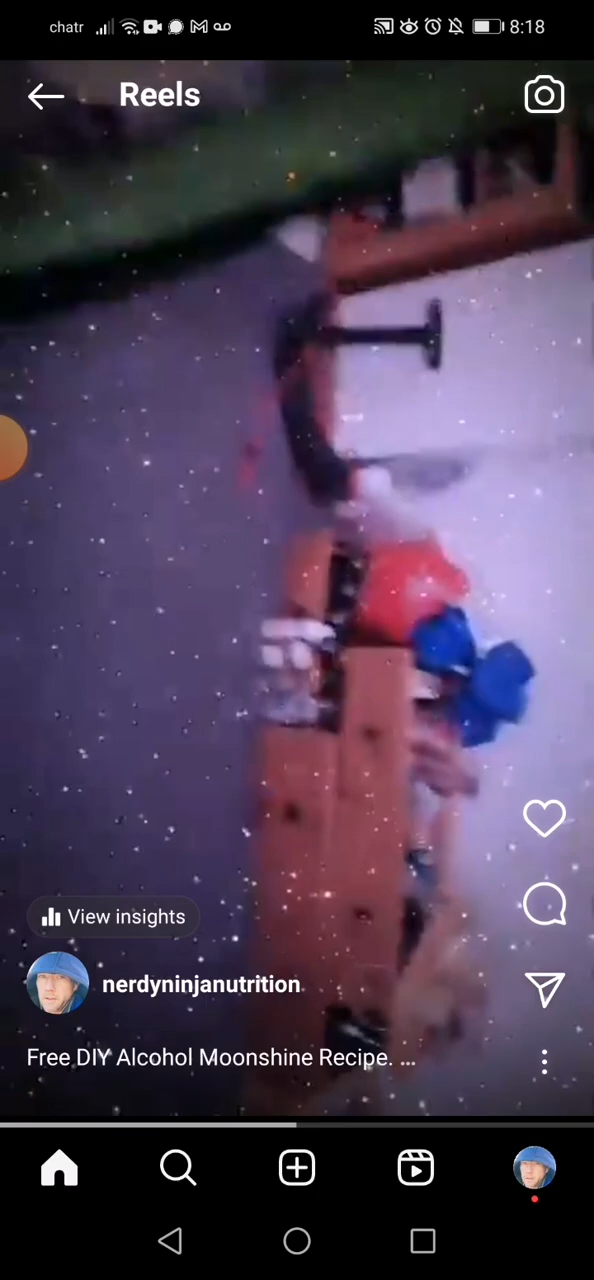 chatr 8:18
Reels
View insights
nerdyninjanutrition
Free DIY Alcohol Moonshine Recipe. ...